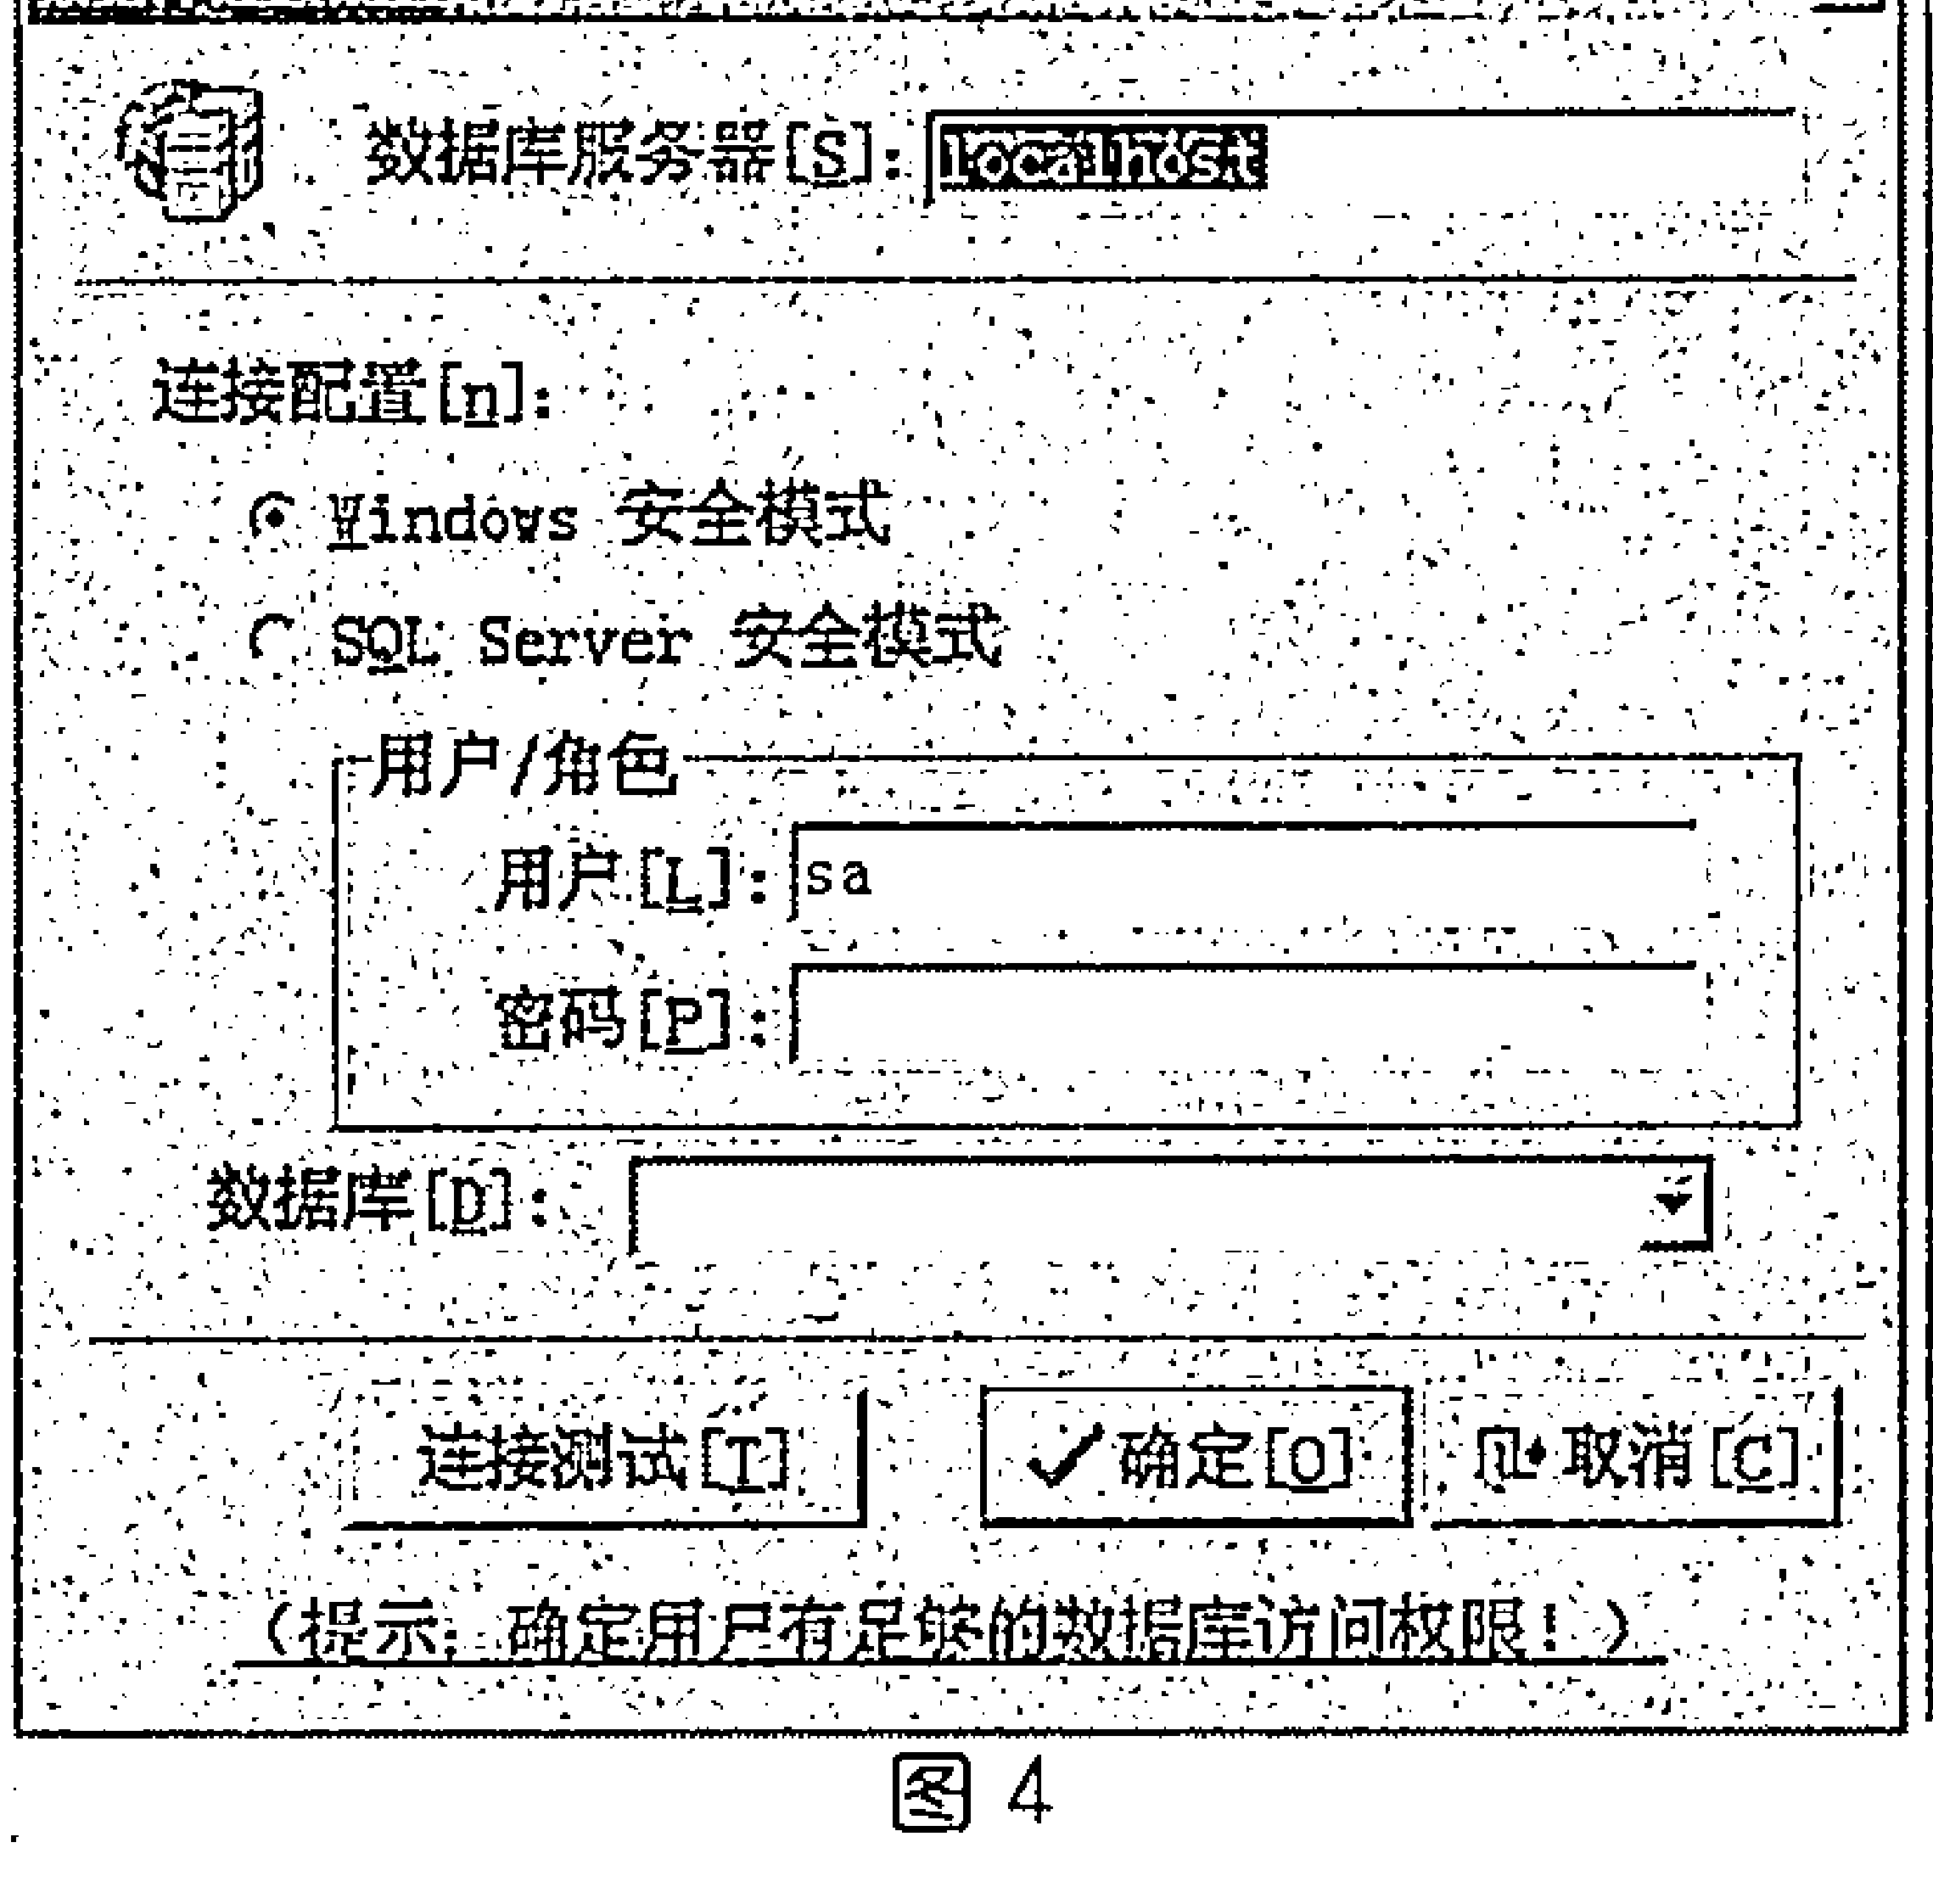 数据库服务器[S]: localhost
连接配置[n]:
Windows 安全模式
SQL Server 安全模式
用户/角色
用户[L]: sa
密码[P]:
数据库[D]:
连接测试[T] 确定[O] 取消[C]
(提示: 确定用户有足够的数据库访问权限! )
图 4